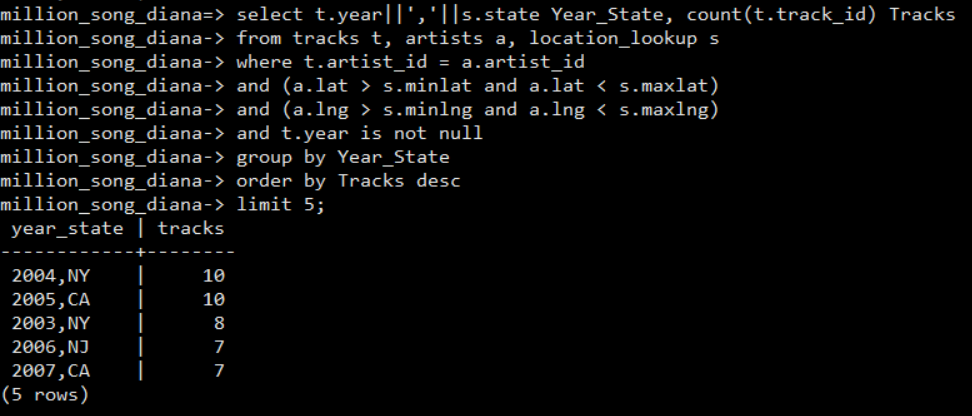 million_song_diana=> select t.year||','||s.state Year_State, count(t.track_id) Tracks
million_song_diana-> from tracks t, artists a, location_lookup s
million_song_diana-> where t.artist_id = a.artist_id
million_song_diana-> and (a.lat > s.minlat and a.lat < s.maxlat)
million_song_diana-> and (a.lng > s.minlng and a.lng < s.maxlng)
million_song_diana-> and t.year is not null
million_song_diana-> group by Year_State
million_song_diana-> order by Tracks desc
million_song_diana-> limit 5;
 year_state | tracks
------------+--------
 2004,NY    |     10
 2005,CA    |     10
 2003,NY    |      8
 2006,NJ    |      7
 2007,CA    |      7
(5 rows)